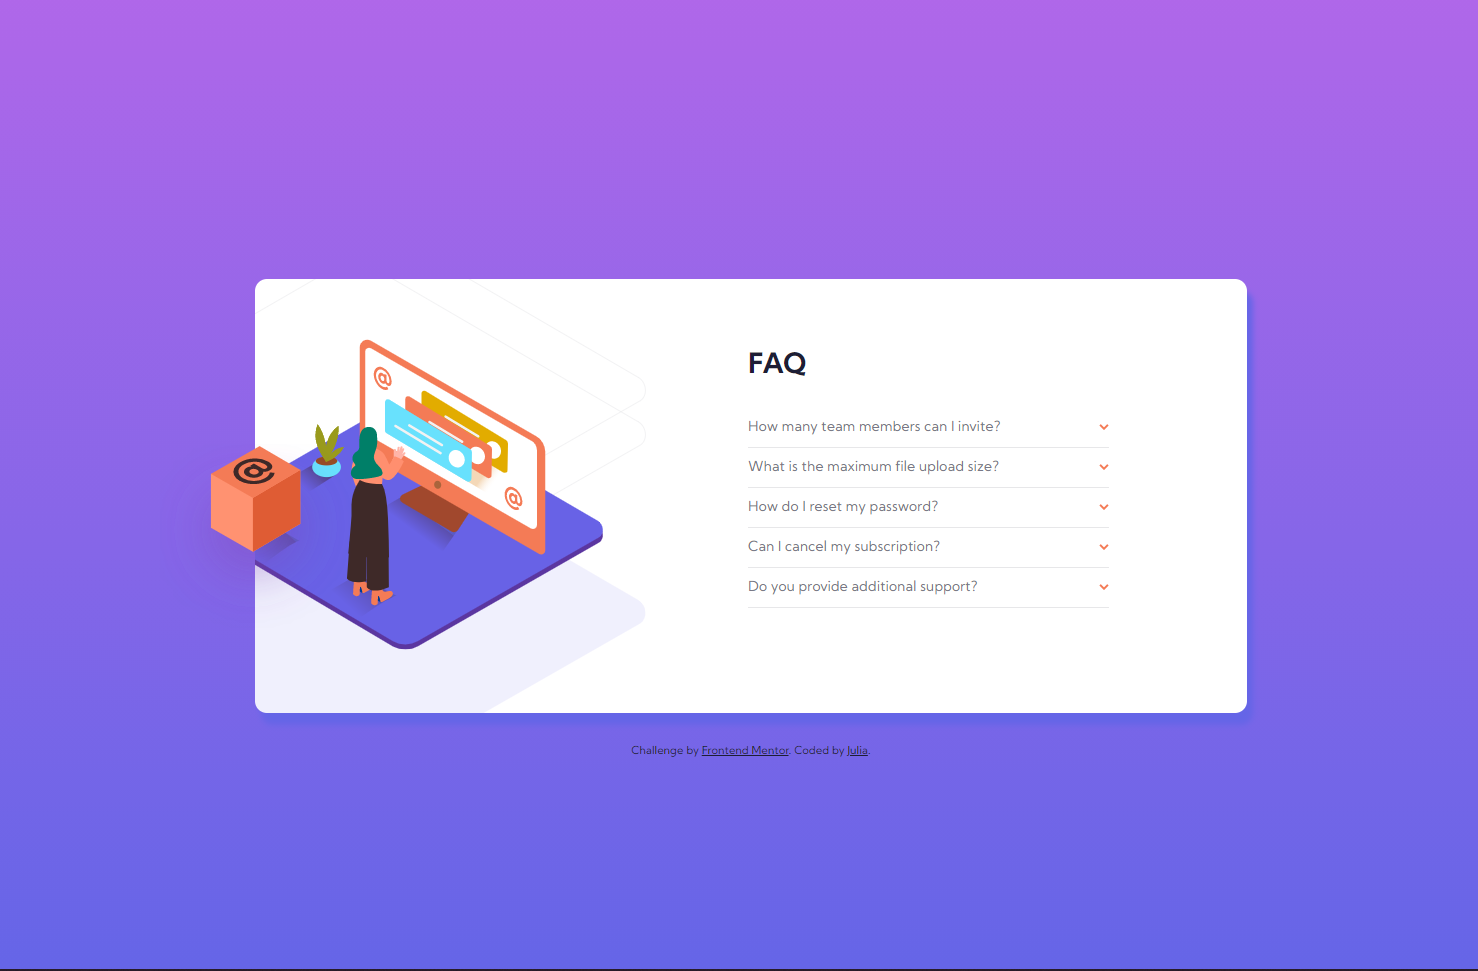 @
@
@
FAQ
How many team members can I invite?
What is the maximum file upload size?
How do I reset my password?
Can I cancel my subscription?
Do you provide additional support?
Challenge by Frontend Mentor. Coded by Julia.